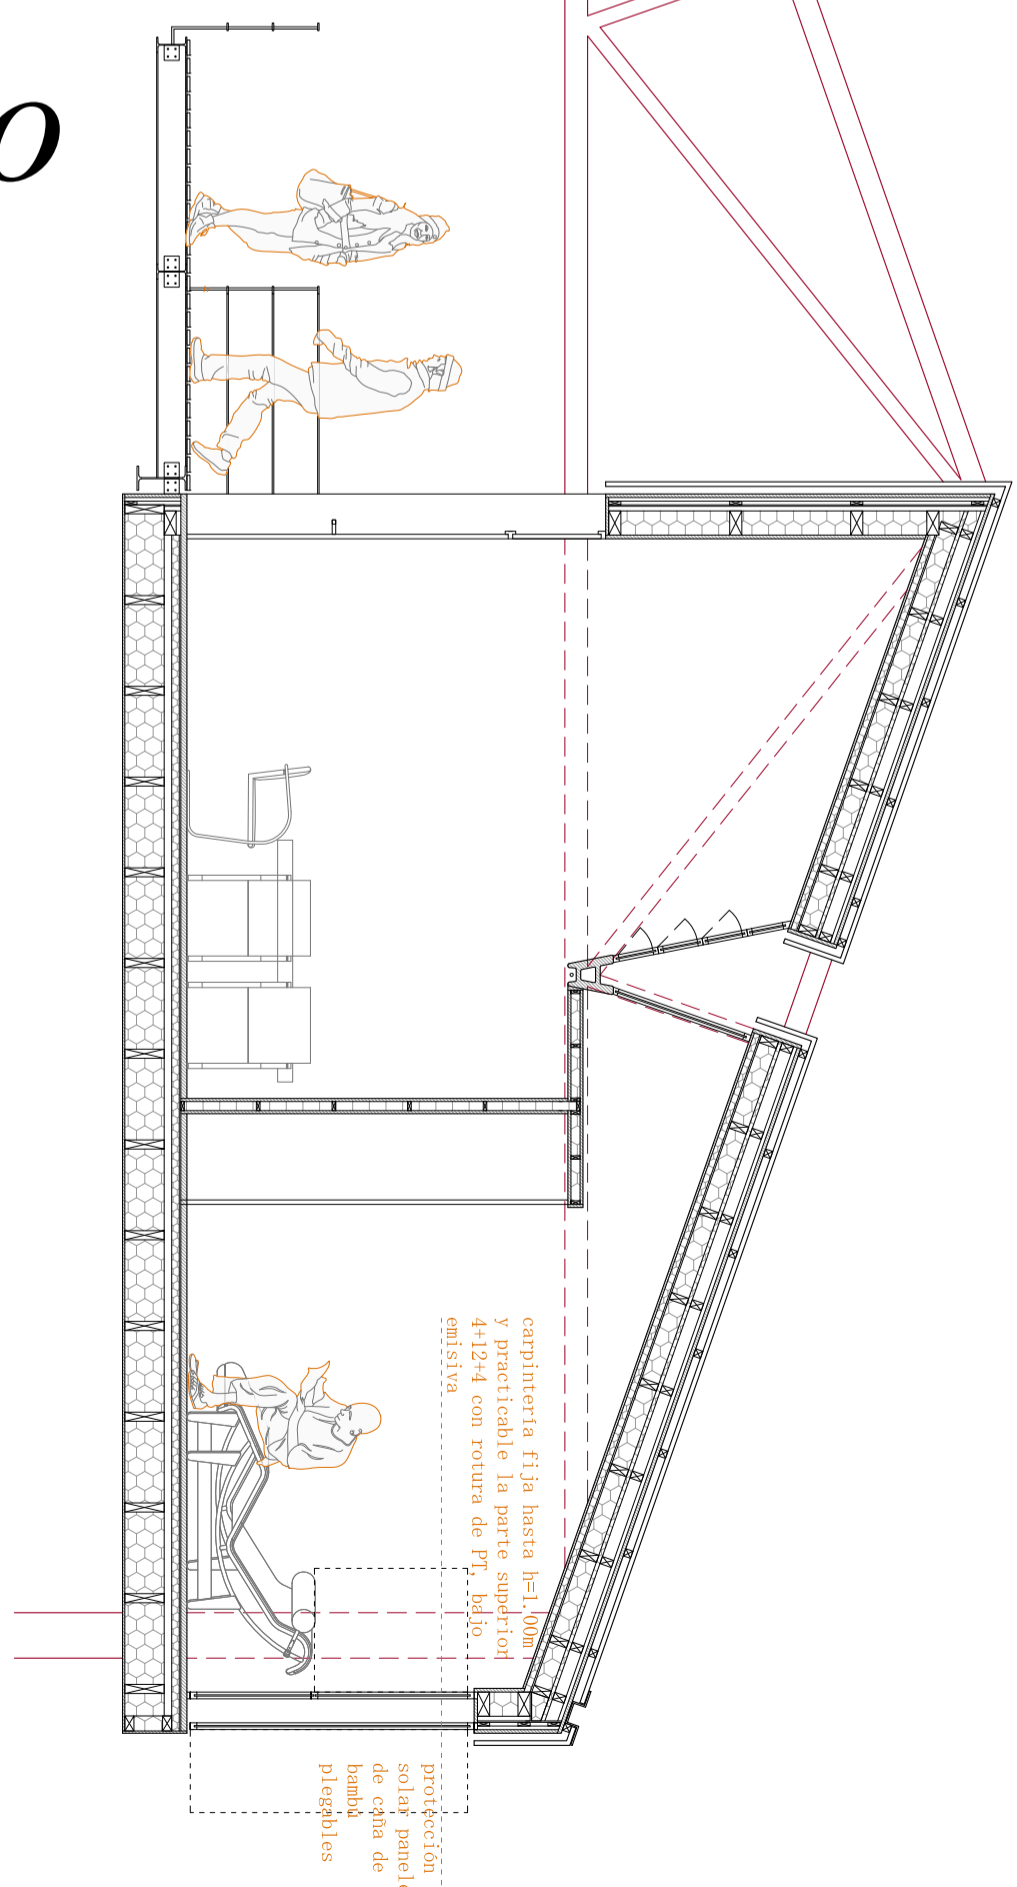 o
carpintería fija hasta h=1.00m
y practicable la parte superior
4+12+4 con rotura de PT, bajo
emisiva
protección
solar panele
de caña de
bambú
plegables